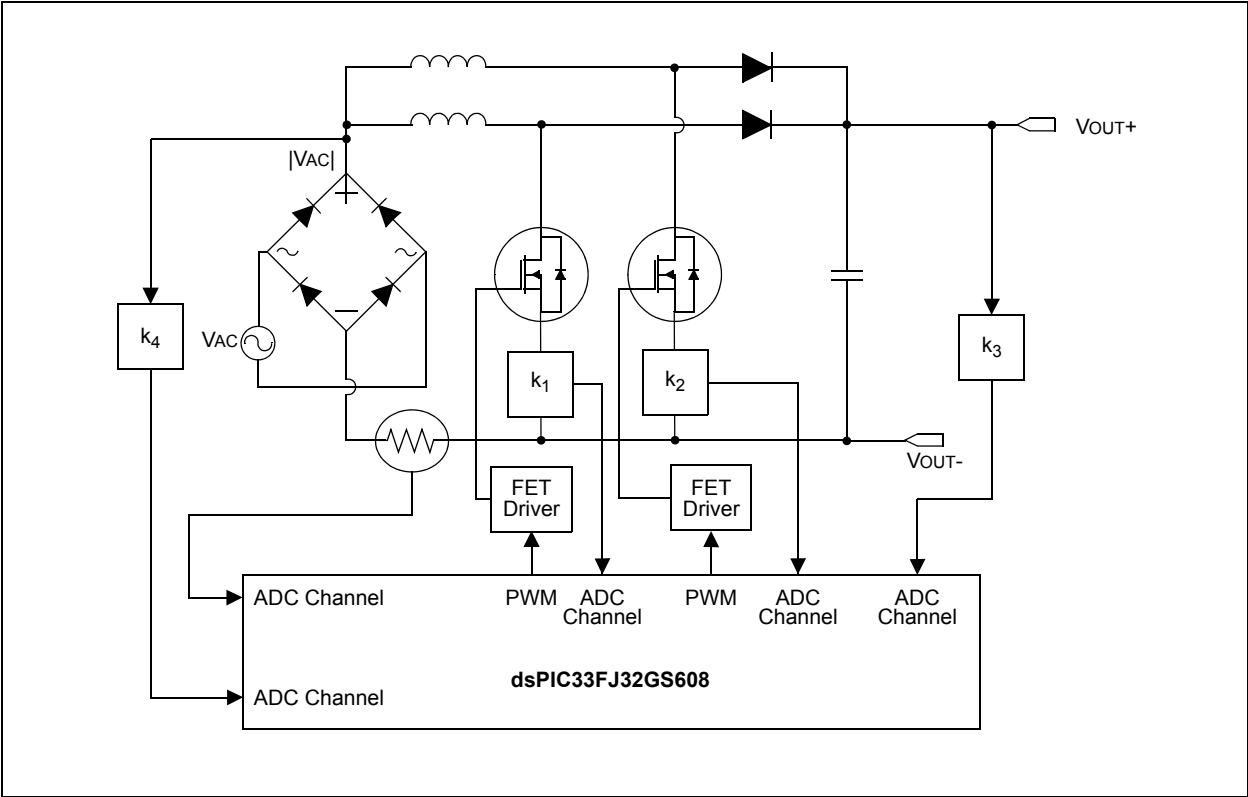 VOUT+
|VAC|
k4
VAC
k1
k2
k3
VOUT-
FET
Driver
FET
Driver
ADC Channel
PWM
ADC
Channel
PWM
ADC
Channel
ADC
Channel
dsPIC33FJ32GS608
ADC Channel